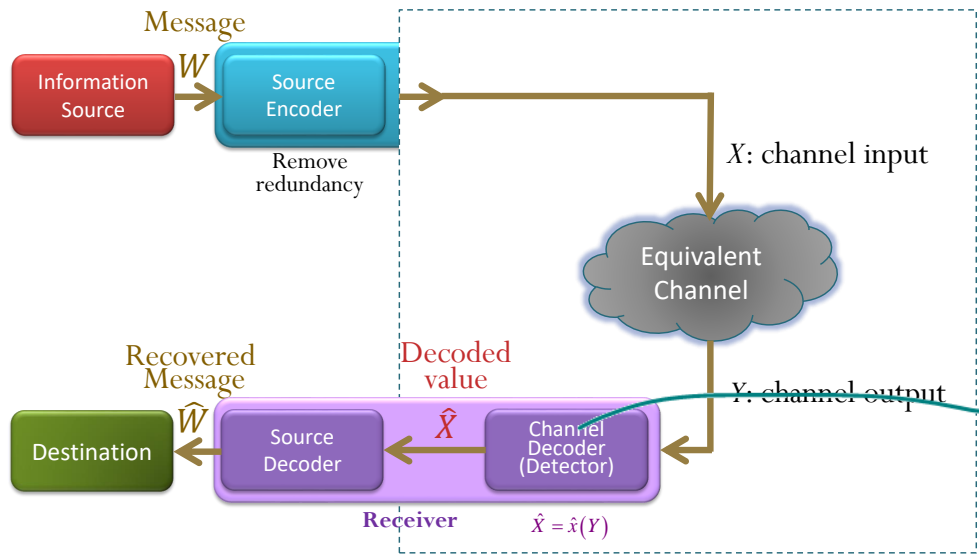 Message
W
Information
Source
Source
Encoder
Remove
redundancy
X: channel input
Equivalent
Channel
Y: channel output
Recovered
Message
Ŵ
Decoded
value
X̂
Destination
Source
Decoder
Channel
Decoder
(Detector)
Receiver
X̂ = x̂(Y)